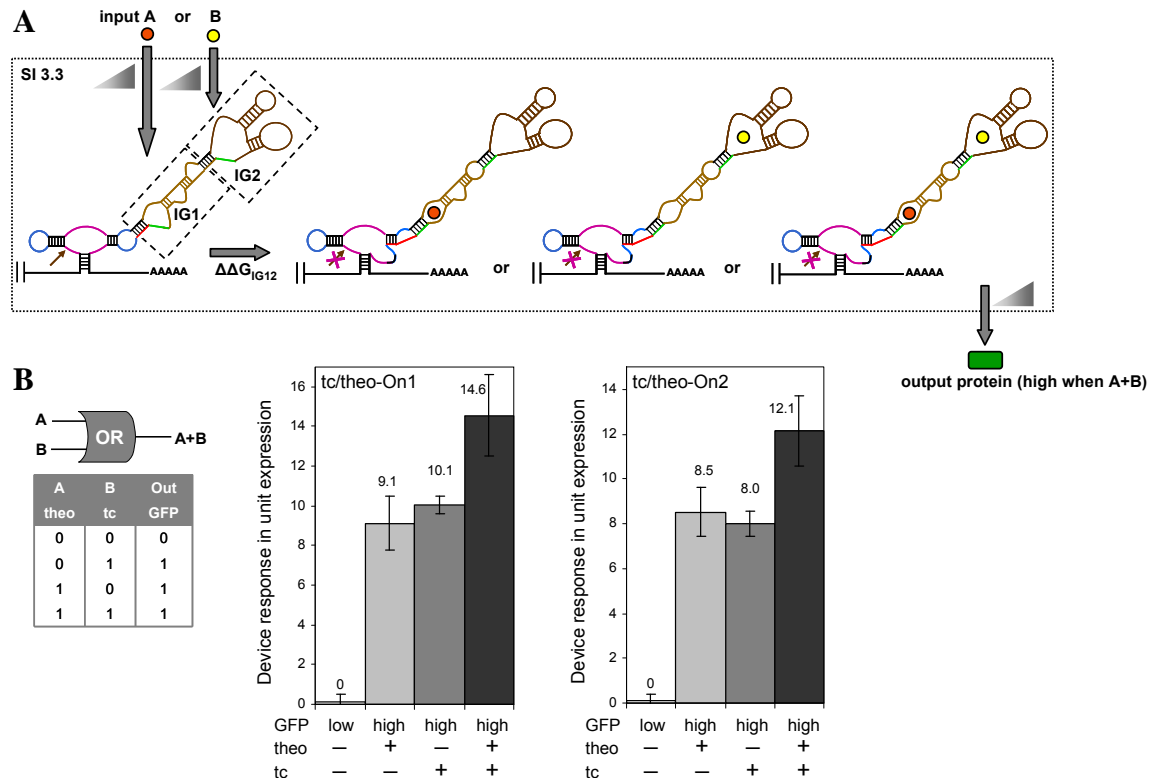 A
input A or B
SI 3.3
IG2
IG1
ΔΔG_IG12
AAAAA
AAAAA
or
AAAAA
or
AAAAA
output protein (high when A+B)
B
A
B
OR
A+B
A B Out
theo tc GFP
0 0 0
0 1 1
1 0 1
1 1 1
tc/theo-On1
Device response in unit expression
16
14
12
10
8
6
4
2
0
0
9.1
10.1
14.6
GFP low high high high
theo — + — +
tc — — + +
tc/theo-On2
Device response in unit expression
14
12
10
8
6
4
2
0
0
8.5
8.0
12.1
GFP low high high high
theo — + — +
tc — — + +